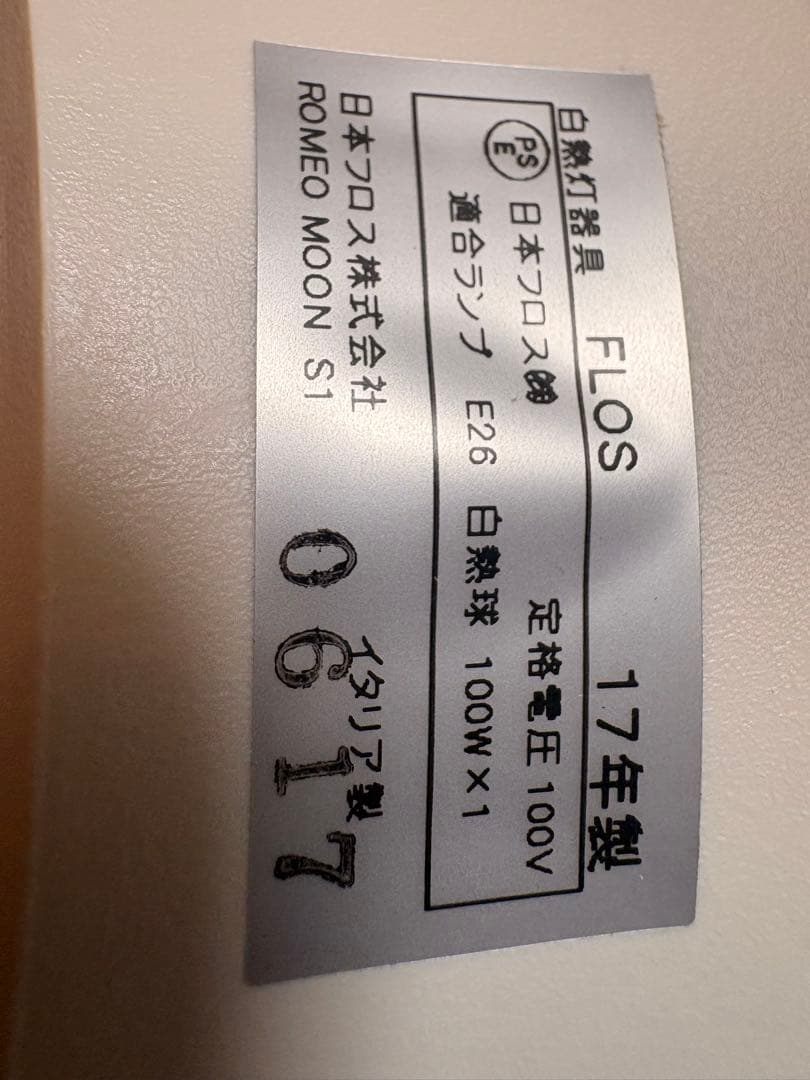 白熱灯器具 FLOS 17年製
PSE 日本フロス㈱ 定格電圧 100V
適合ランプ E26 白熱球 100W×1
日本フロス株式会社 イタリア製
ROMEO MOON S1 0617